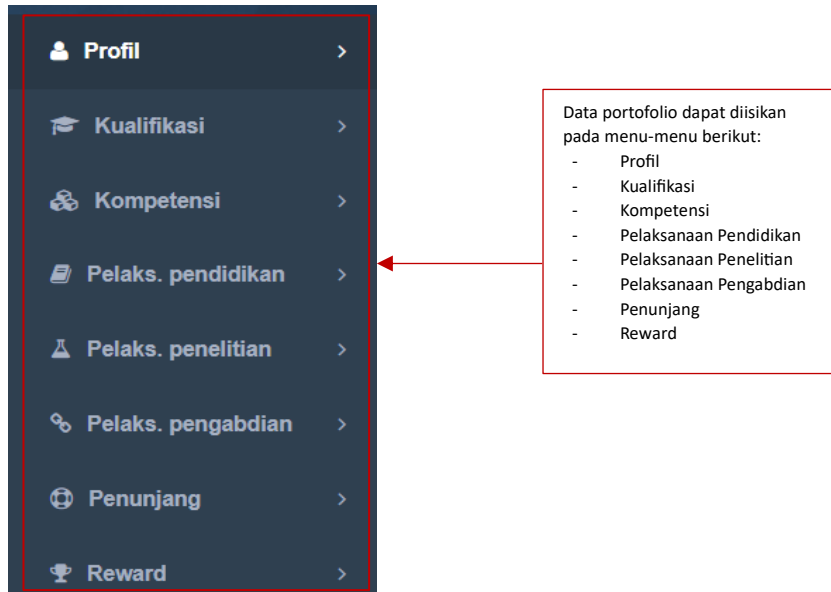 Profil
Kualifikasi
Kompetensi
Pelaks. pendidikan
Pelaks. penelitian
Pelaks. pengabdian
Penunjang
Reward
Data portofolio dapat diisikan
pada menu-menu berikut:
- Profil
- Kualifikasi
- Kompetensi
- Pelaksanaan Pendidikan
- Pelaksanaan Penelitian
- Pelaksanaan Pengabdian
- Penunjang
- Reward